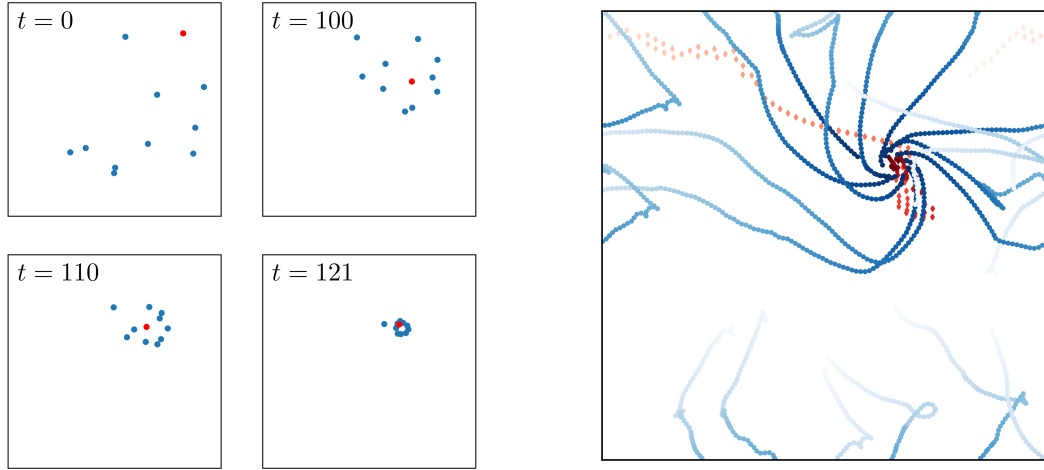 t = 0
t = 100
t = 110
t = 121